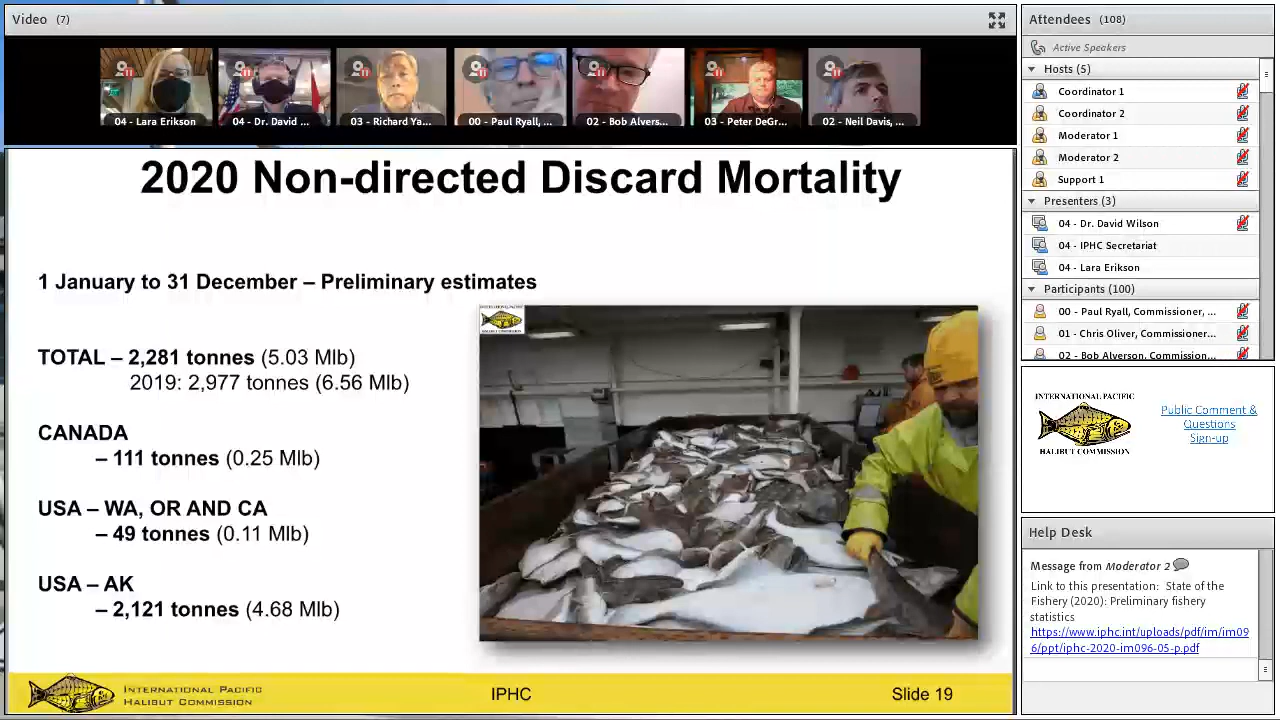 Video (7)
04 - Lara Erikson
04 - Dr. David ...
03 - Richard Ya...
00 - Paul Ryall, ...
02 - Bob Alvers...
03 - Peter DeGr...
02 - Neil Davis, ...
2020 Non-directed Discard Mortality
1 January to 31 December – Preliminary estimates
TOTAL – 2,281 tonnes (5.03 Mlb)
2019: 2,977 tonnes (6.56 Mlb)
CANADA
– 111 tonnes (0.25 Mlb)
USA – WA, OR AND CA
– 49 tonnes (0.11 Mlb)
USA – AK
– 2,121 tonnes (4.68 Mlb)
INTERNATIONAL PACIFIC
HALIBUT COMMISSION
INTERNATIONAL PACIFIC
HALIBUT COMMISSION
IPHC
Slide 19
Attendees (108)
Active Speakers
Hosts (5)
Coordinator 1
Coordinator 2
Moderator 1
Moderator 2
Support 1
Presenters (3)
04 - Dr. David Wilson
04 - IPHC Secretariat
04 - Lara Erikson
Participants (100)
00 - Paul Ryall, Commissioner, ...
01 - Chris Oliver, Commissioner...
02 - Bob Alverson, Commission...
INTERNATIONAL PACIFIC
HALIBUT COMMISSION
Public Comment &
Questions
Sign-up
Help Desk
Message from Moderator 2
Link to this presentation: State of the
Fishery (2020): Preliminary fishery
statistics
https://www.iphc.int/uploads/pdf/im/im09
6/ppt/iphc-2020-im096-05-p.pdf